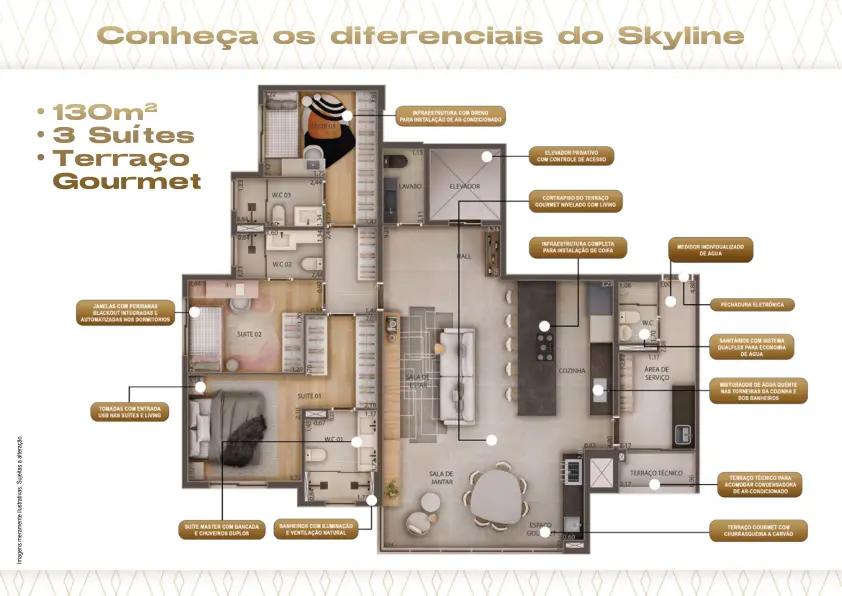 Conheça os diferenciais do Skyline
• 130m²
• 3 Suítes
• Terraço
Gourmet
INFRAESTRUTURA COM DRENO
PARA INSTALAÇÃO DE AR-CONDICIONADO
ELEVADOR PRIVATIVO
COM CONTROLE DE ACESSO
CONTRAPISO DO TERRAÇO
GOURMET NIVELADO COM LIVING
INFRAESTRUTURA COMPLETA
PARA INSTALAÇÃO DE COIFA
MEDIDOR INDIVIDUALIZADO
DE ÁGUA
FECHADURA ELETRÔNICA
SANITÁRIOS COM SISTEMA
DUALFLEX PARA ECONOMIA
DE ÁGUA
MISTURADOR DE ÁGUA QUENTE
NAS TORNEIRAS DA COZINHA E
DOS BANHEIROS
TERRAÇO TÉCNICO PARA
ACOMODAR CONDENSADORA
DE AR-CONDICIONADO
TERRAÇO GOURMET COM
CHURRASQUEIRA A CARVÃO
JANELAS COM PERSIANAS
BLACKOUT INTEGRADAS E
AUTOMATIZADAS NOS DORMITÓRIOS
TOMADAS COM ENTRADA
USB NAS SUÍTES E LIVING
SUÍTE MASTER COM BANCADA
E CHUVEIROS DUPLOS
BANHEIROS COM ILUMINAÇÃO
E VENTILAÇÃO NATURAL
LAVABO
ELEVADOR
HALL
W.C 03
W.C 02
SUITE 02
SUITE 01
W.C 01
SALA DE
ESTAR
COZINHA
W.C
ÁREA DE
SERVIÇO
SALA DE
JANTAR
TERRAÇO TÉCNICO
ESPAÇO
Imagens meramente ilustrativas. Sujeitas a alteração.